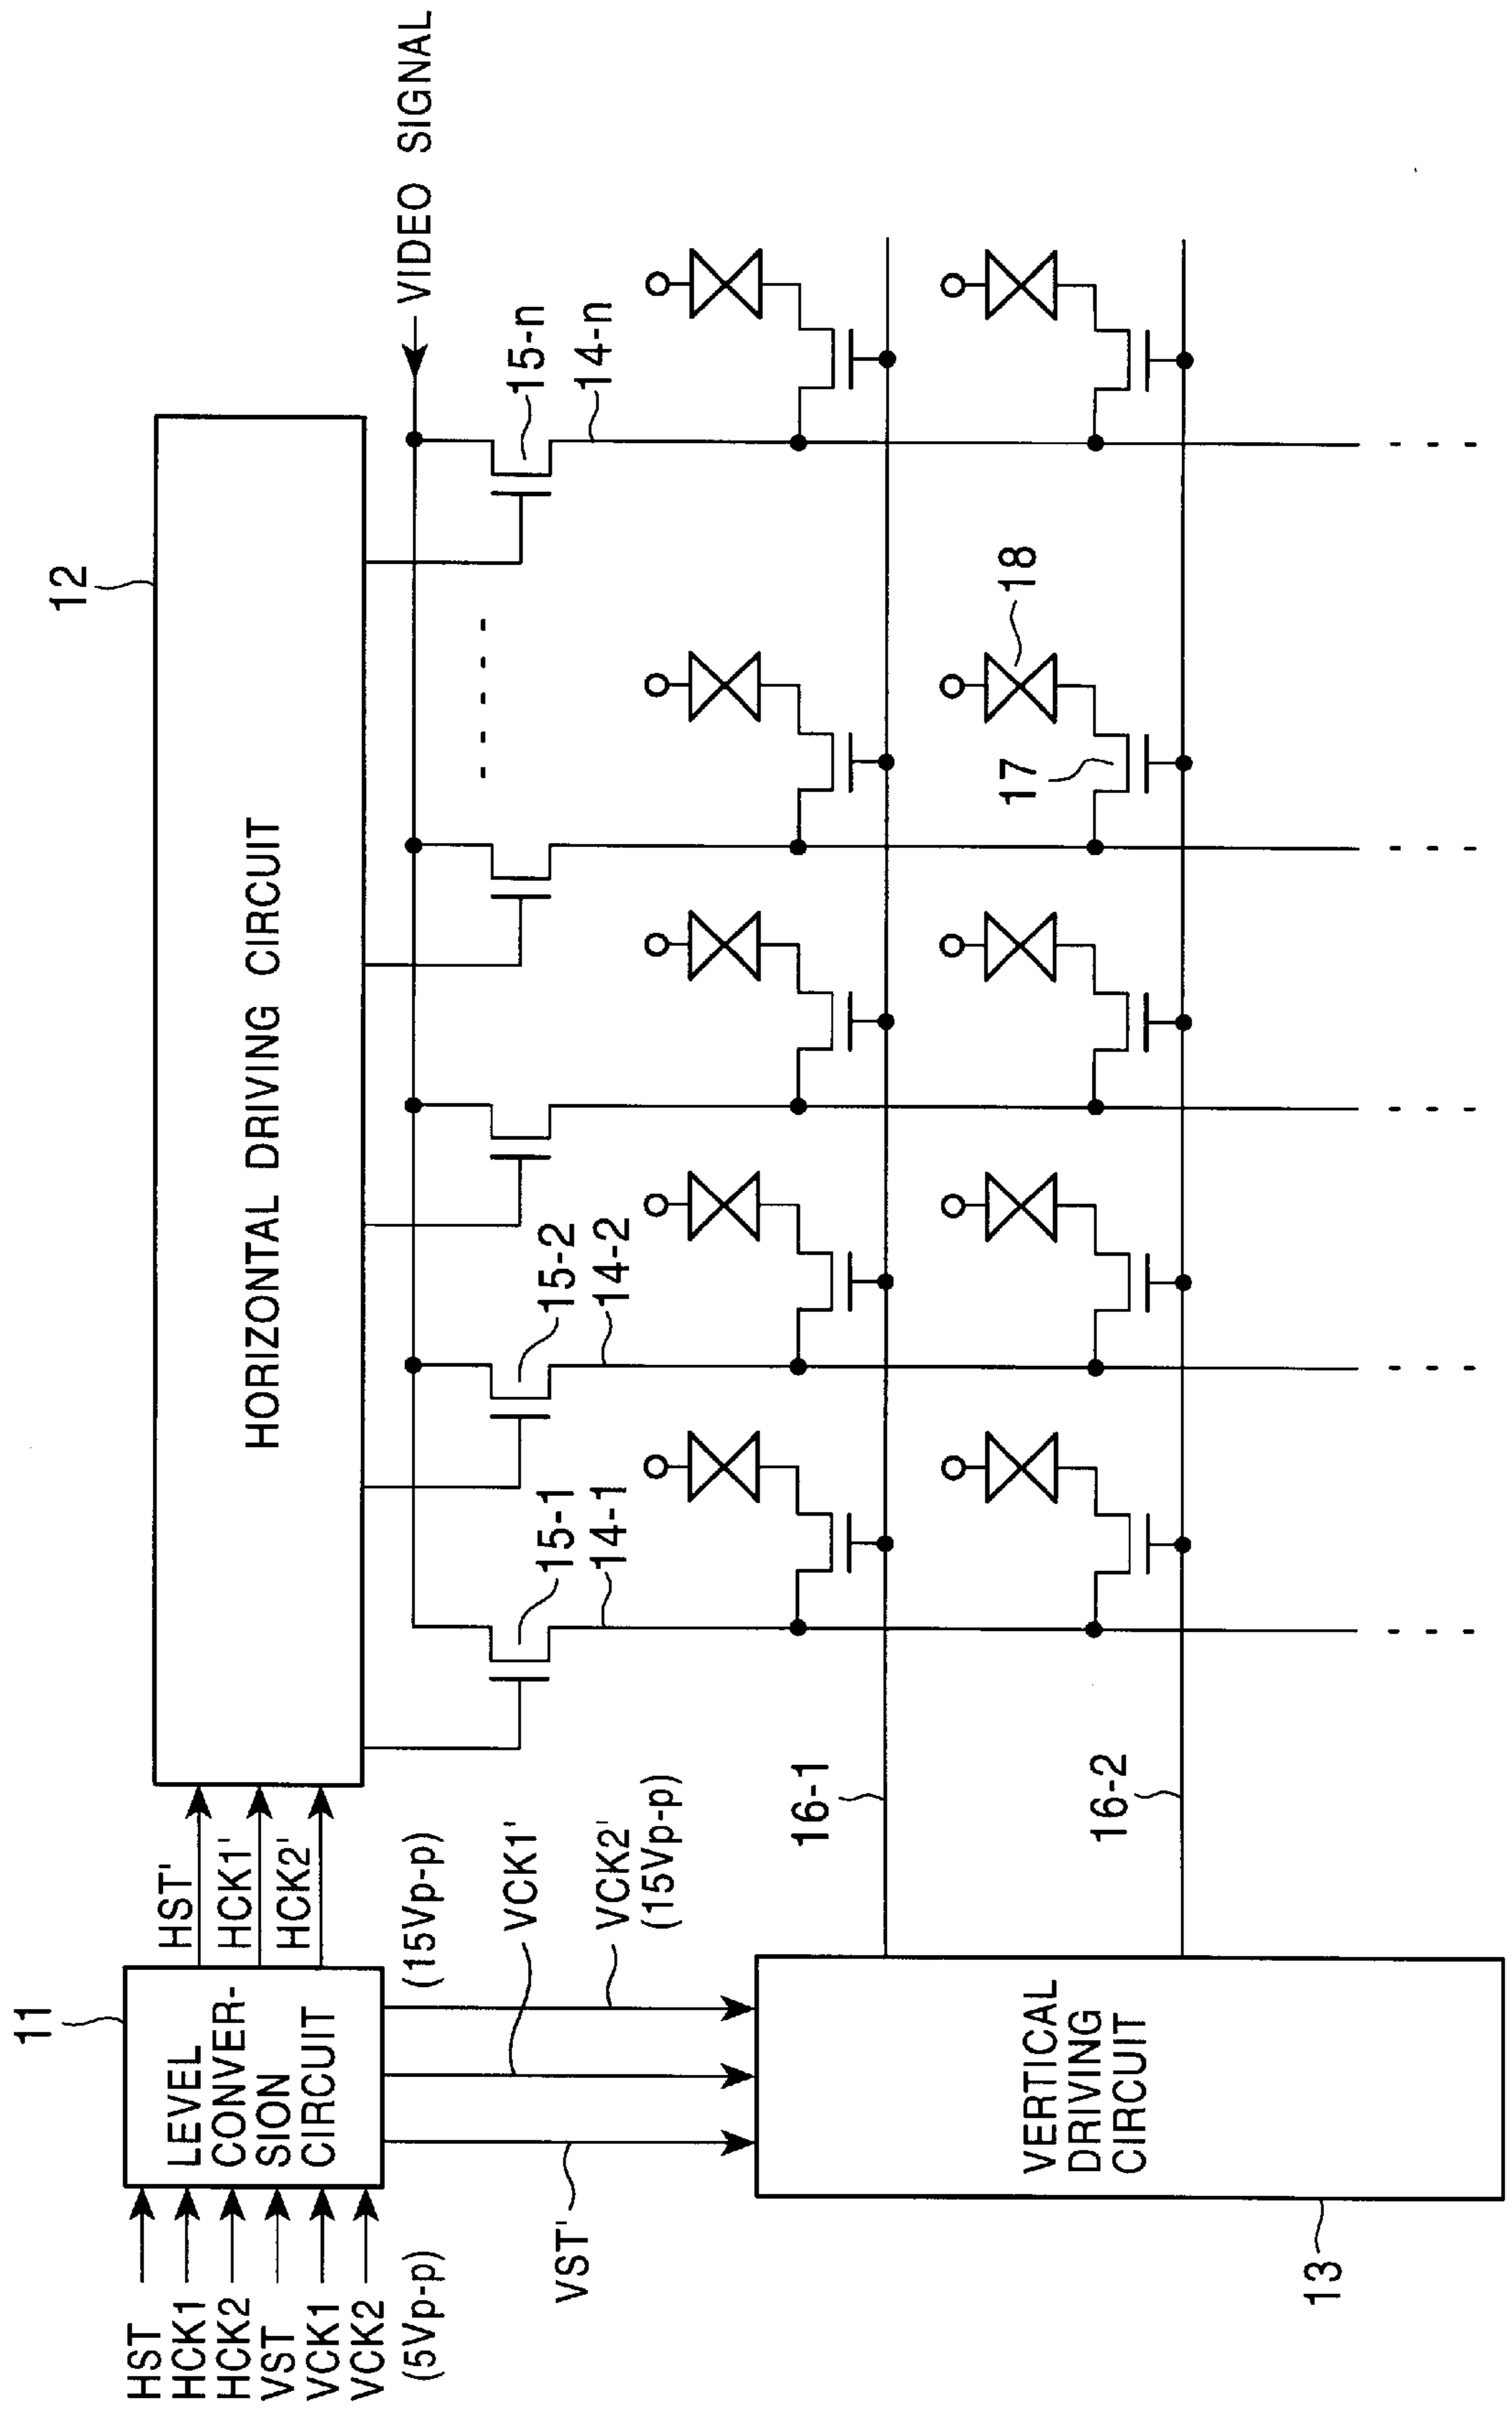 HST
HCK1
HCK2
VST
VCK1
VCK2
(5Vp-p)
11
LEVEL
CONVER-
SION
CIRCUIT
HST'
HCK1'
HCK2'
(15Vp-p)
12
HORIZONTAL DRIVING CIRCUIT
VIDEO SIGNAL
15-1
14-1
15-2
14-2
15-n
14-n
VST'
VCK1'
VCK2'
(15Vp-p)
13
VERTICAL
DRIVING
CIRCUIT
16-1
16-2
17
18